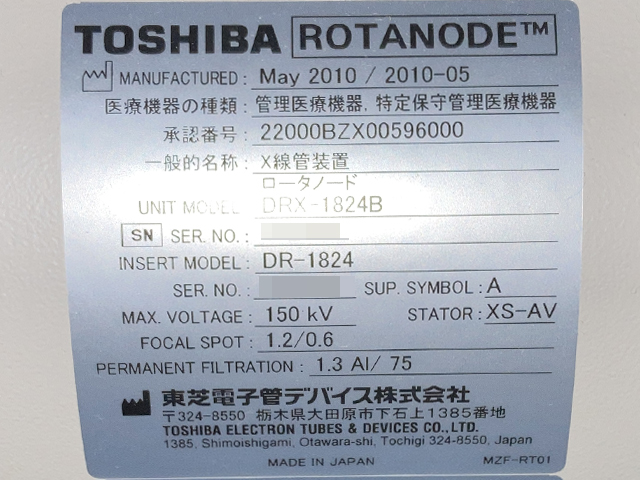 TOSHIBA ROTANODE™
MANUFACTURED: May 2010 / 2010-05
医療機器の種類: 管理医療機器, 特定保守管理医療機器
承認番号: 22000BZX00596000
一般的名称: X線管装置
ロータノード
UNIT MODEL: DRX-1824B
SN SER. NO.:
INSERT MODEL: DR-1824
SER. NO.: SUP. SYMBOL: A
MAX. VOLTAGE: 150 kV STATOR: XS-AV
FOCAL SPOT: 1.2/0.6
PERMANENT FILTRATION: 1.3 Al/ 75
東芝電子管デバイス株式会社
〒324-8550 栃木県大田原市下石上1385番地
TOSHIBA ELECTRON TUBES & DEVICES CO., LTD.
1385, Shimoishigami, Otawara-shi, Tochigi 324-8550, Japan
MADE IN JAPAN MZF-RT01